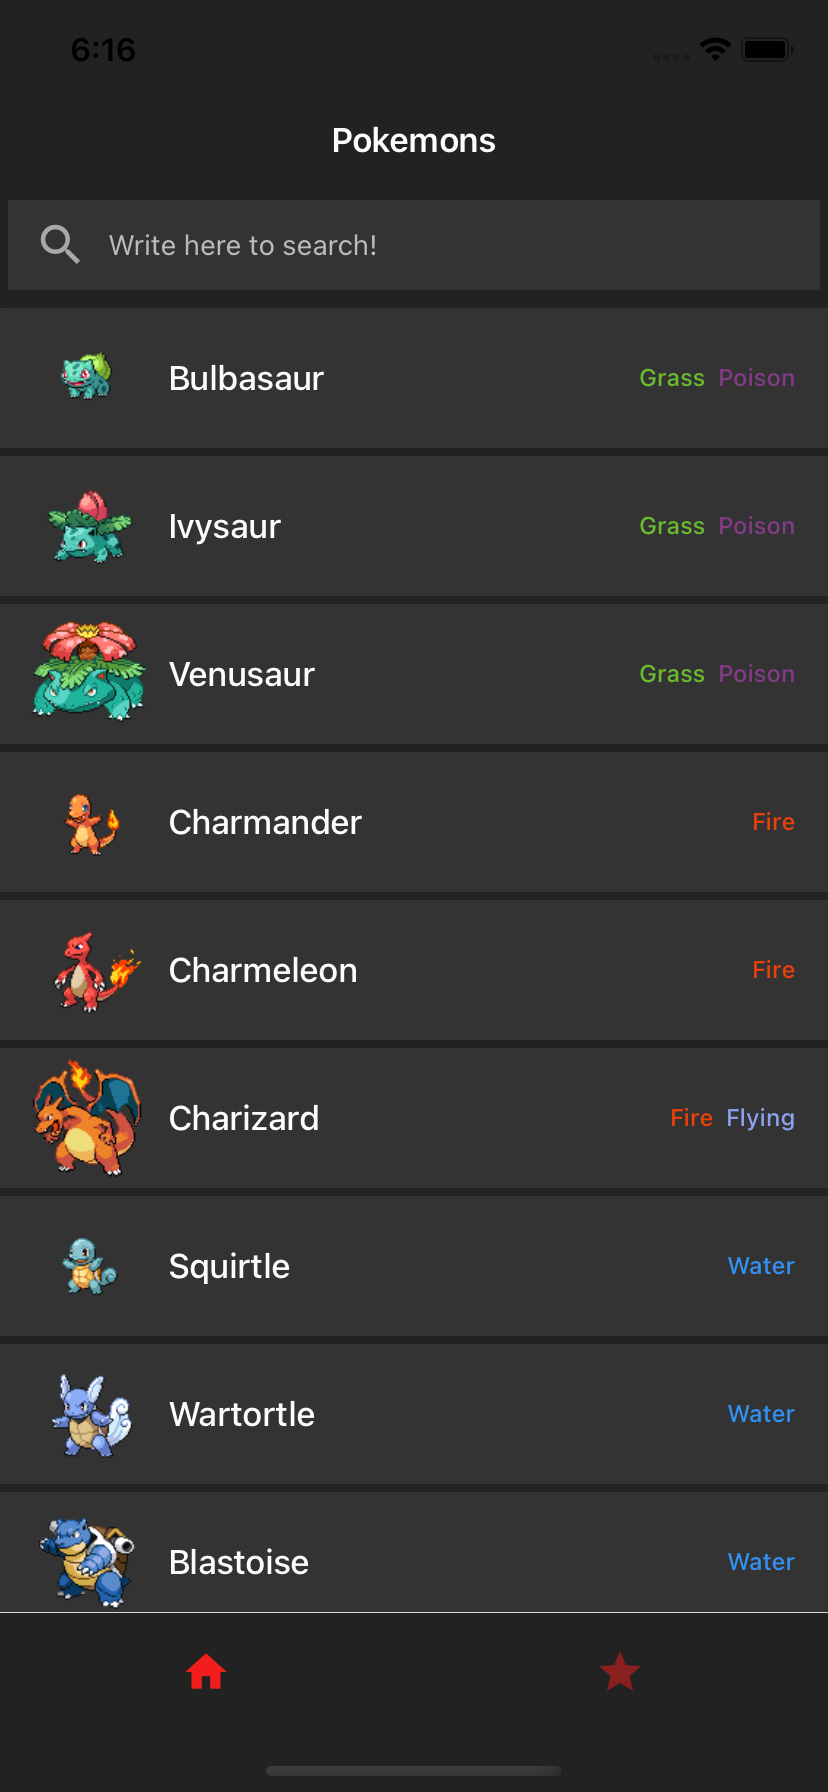 6:16
Pokemons
Write here to search!
Bulbasaur Grass Poison
Ivysaur Grass Poison
Venusaur Grass Poison
Charmander Fire
Charmeleon Fire
Charizard Fire Flying
Squirtle Water
Wartortle Water
Blastoise Water